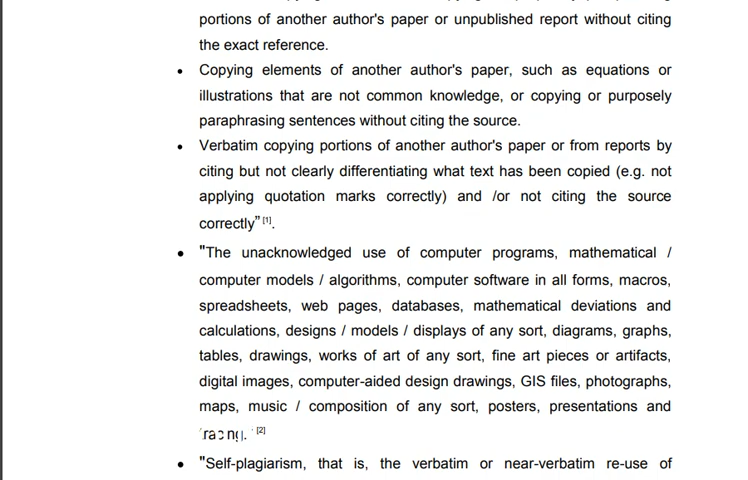 portions of another author's paper or unpublished report without citing
the exact reference.
• Copying elements of another author's paper, such as equations or
illustrations that are not common knowledge, or copying or purposely
paraphrasing sentences without citing the source.
• Verbatim copying portions of another author's paper or from reports by
citing but not clearly differentiating what text has been copied (e.g. not
applying quotation marks correctly) and /or not citing the source
correctly” [1].
• "The unacknowledged use of computer programs, mathematical /
computer models / algorithms, computer software in all forms, macros,
spreadsheets, web pages, databases, mathematical deviations and
calculations, designs / models / displays of any sort, diagrams, graphs,
tables, drawings, works of art of any sort, fine art pieces or artifacts,
digital images, computer-aided design drawings, GIS files, photographs,
maps, music / composition of any sort, posters, presentations and
[2]
• "Self-plagiarism, that is, the verbatim or near-verbatim re-use of